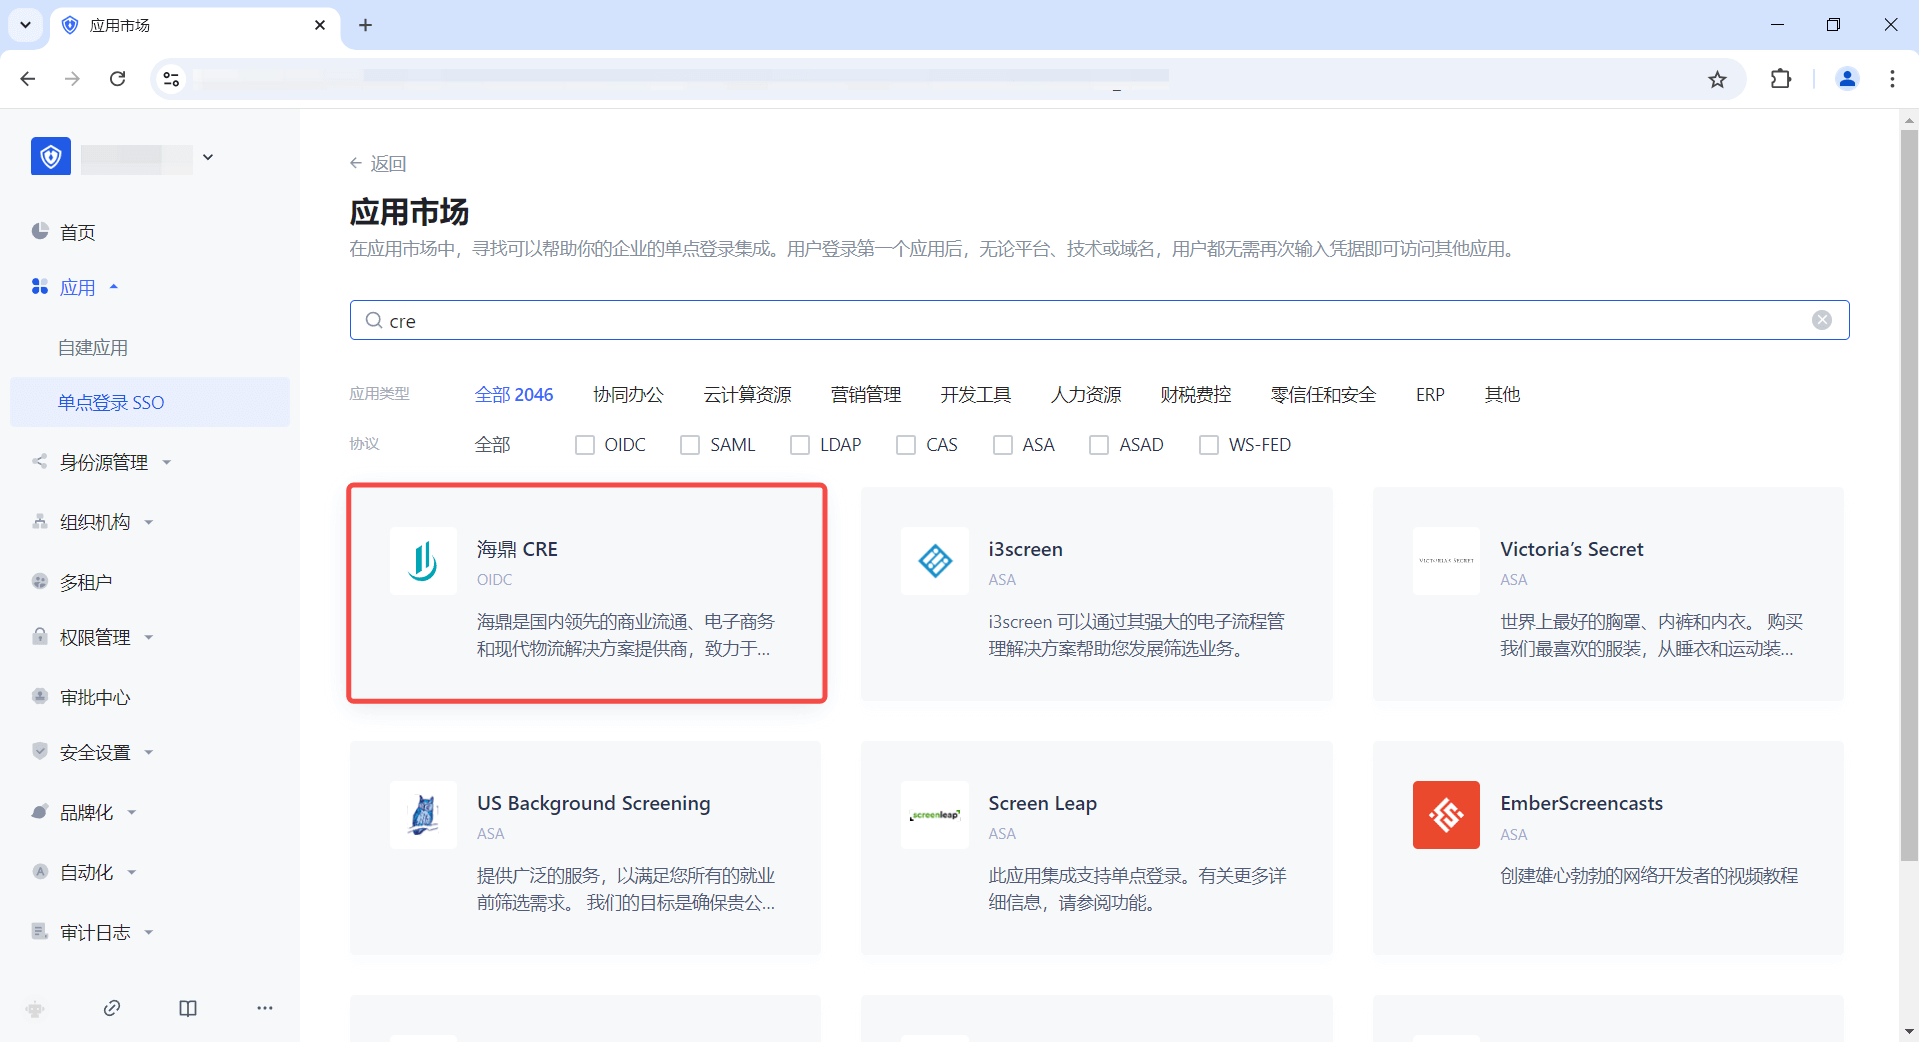 应用市场
首页
应用
自建应用
单点登录 SSO
身份源管理
组织机构
多租户
权限管理
审批中心
安全设置
品牌化
自动化
审计日志
返回
应用市场
在应用市场中，寻找可以帮助你的企业的单点登录集成。用户登录第一个应用后，无论平台、技术或域名，用户都无需再次输入凭据即可访问其他应用。
cre
应用类型 全部 2046 协同办公 云计算资源 营销管理 开发工具 人力资源 财税费控 零信任和安全 ERP 其他
协议 全部 OIDC SAML LDAP CAS ASA ASAD WS-FED
海鼎 CRE
OIDC
海鼎是国内领先的商业流通、电子商务
和现代物流解决方案提供商，致力于...
i3screen
ASA
i3screen 可以通过其强大的电子流程管
理解决方案帮助您发展筛选业务。
VICTORIA'S SECRET
Victoria’s Secret
ASA
世界上最好的胸罩、内裤和内衣。 购买
我们最喜欢的服装，从睡衣和运动装...
US Background Screening
ASA
提供广泛的服务，以满足您所有的就业
前筛选需求。 我们的目标是确保贵公...
screenleap
Screen Leap
ASA
此应用集成支持单点登录。有关更多详
细信息，请参阅功能。
EmberScreencasts
ASA
创建雄心勃勃的网络开发者的视频教程